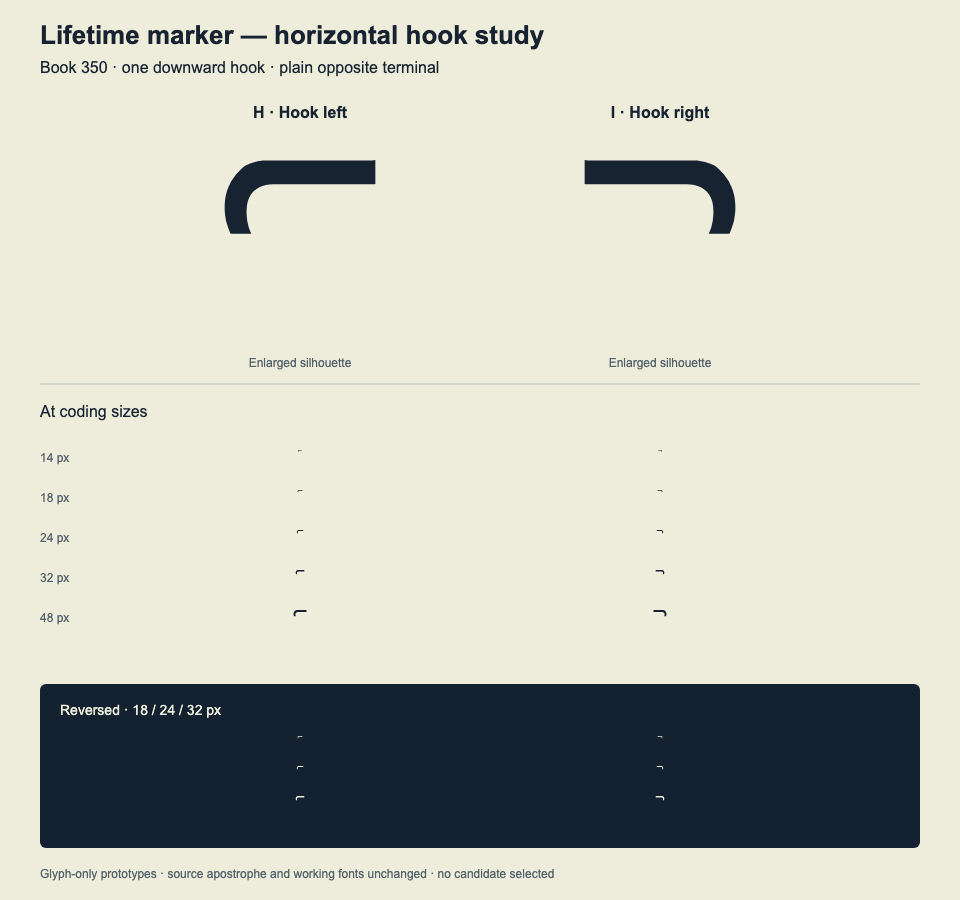 Lifetime marker — horizontal hook study
Book 350 · one downward hook · plain opposite terminal
H · Hook left
I · Hook right
Enlarged silhouette
Enlarged silhouette
At coding sizes
14 px
18 px
24 px
32 px
48 px
Reversed · 18 / 24 / 32 px
Glyph-only prototypes · source apostrophe and working fonts unchanged · no candidate selected